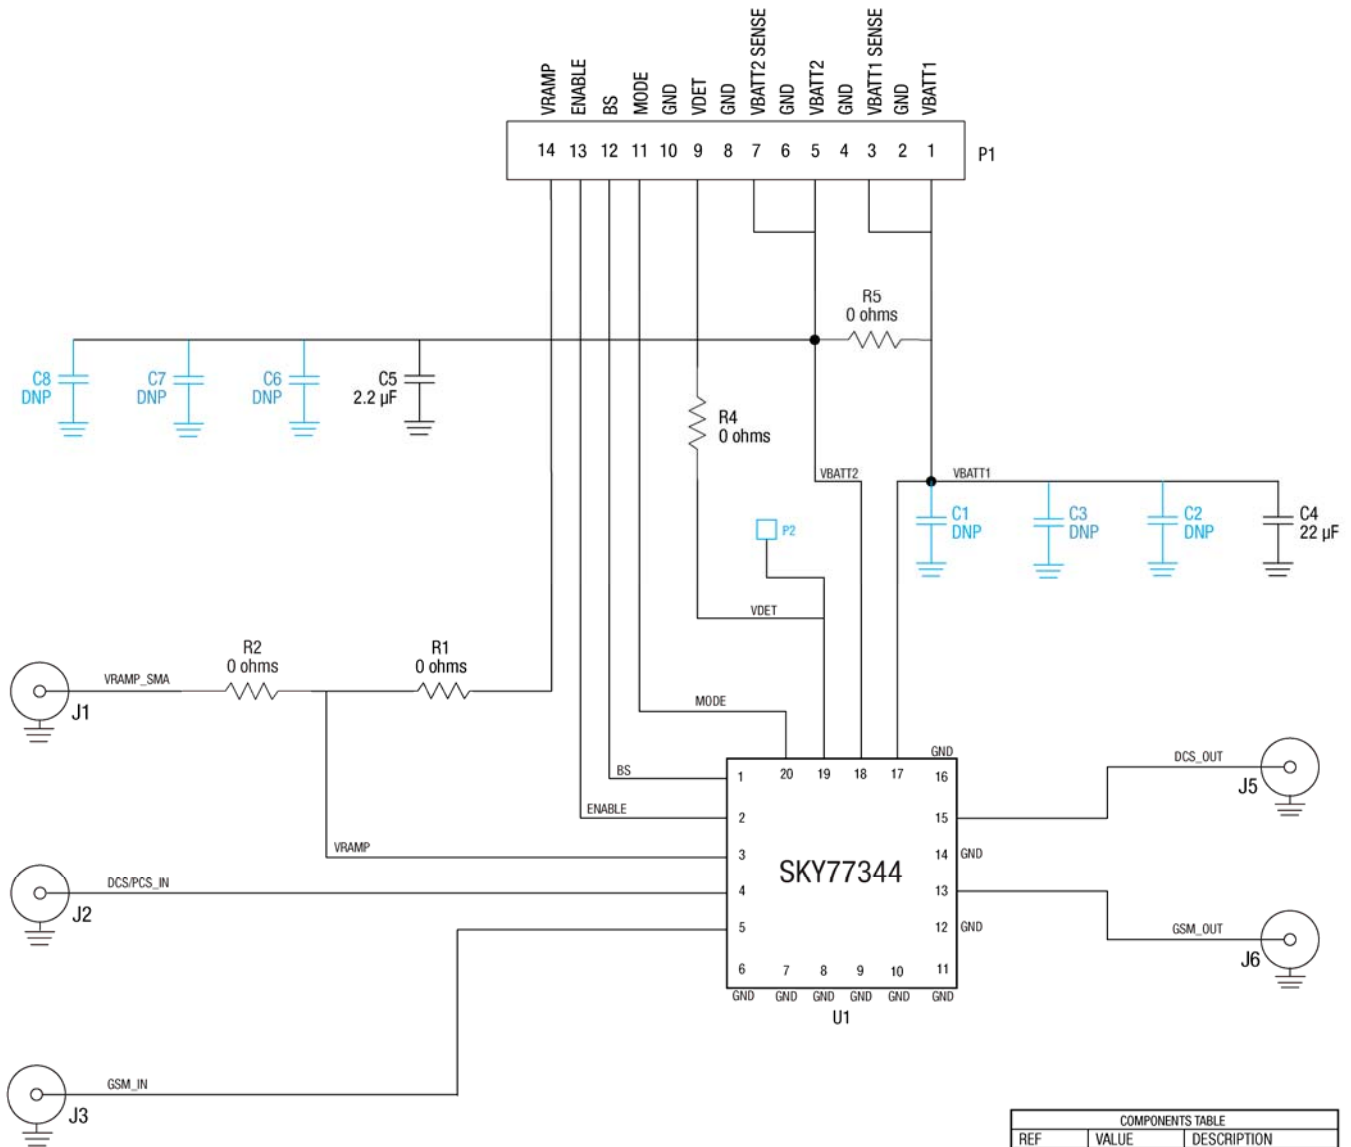 VRAMP
ENABLE
BS
MODE
GND
VDET
GND
VBATT2 SENSE
GND
VBATT2
GND
VBATT1 SENSE
GND
VBATT1
14 13 12 11 10 9 8 7 6 5 4 3 2 1
P1
R5
0 ohms
C8
DNP
C7
DNP
C6
DNP
C5
2.2 µF
R4
0 ohms
VBATT2
VBATT1
P2
C1
DNP
C3
DNP
C2
DNP
C4
22 µF
VDET
R2
0 ohms
R1
0 ohms
VRAMP_SMA
J1
MODE
GND
BS
1 20 19 18 17 16
DCS_OUT
J5
ENABLE
2 15
VRAMP
3 14 GND
SKY77344
DCS/PCS_IN
J2
4 13
5 12 GND
GSM_OUT
J6
6 7 8 9 10 11
GND GND GND GND GND GND
U1
GSM_IN
J3
COMPONENTS TABLE
REF VALUE DESCRIPTION